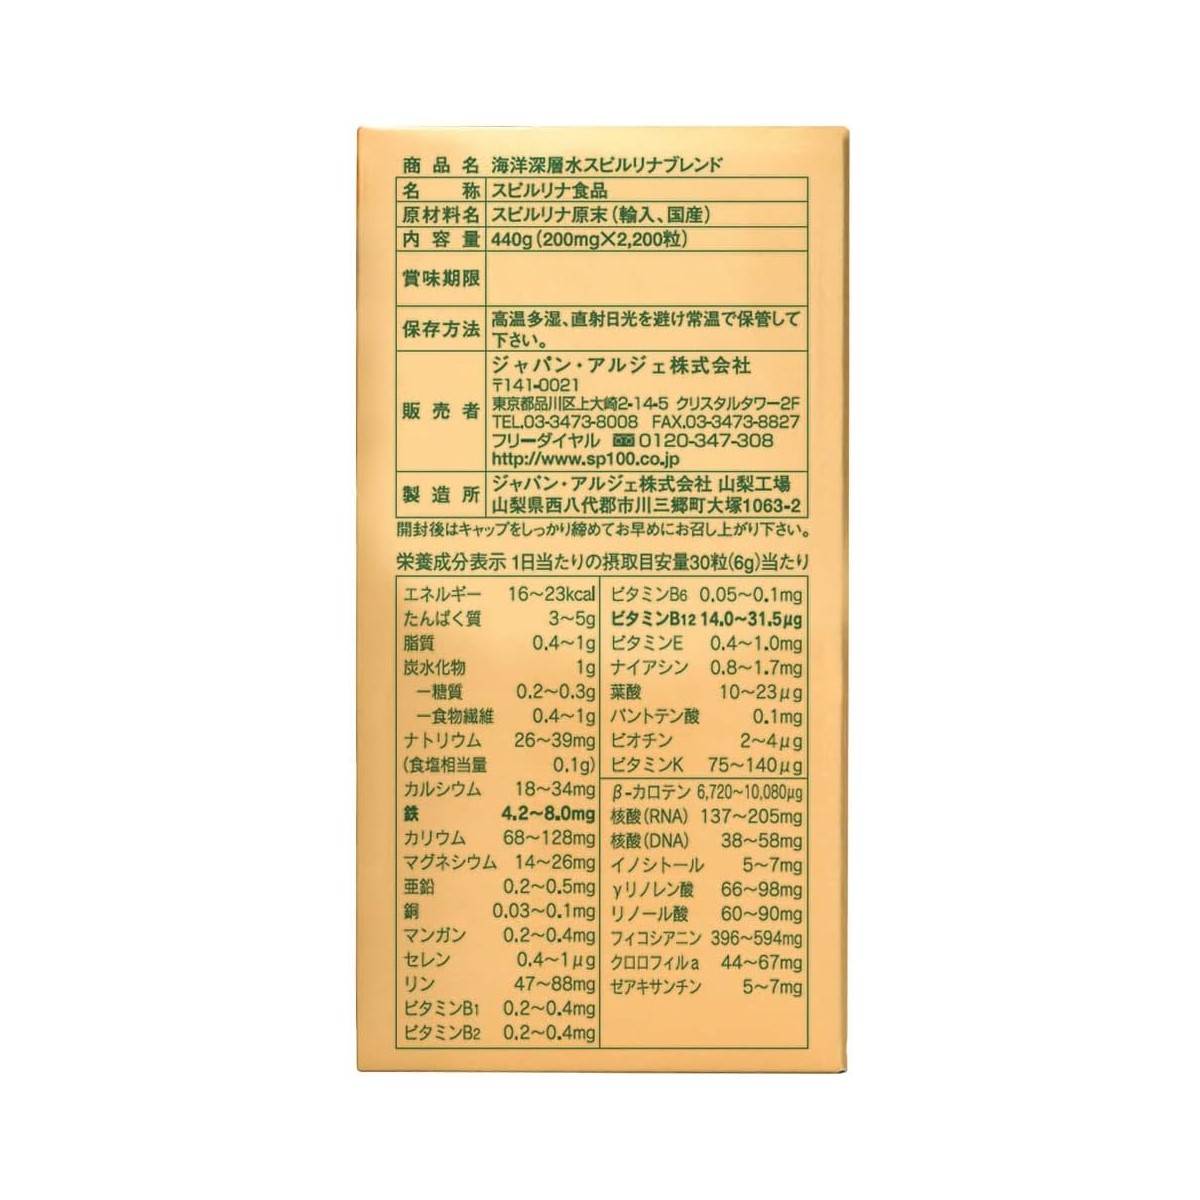 商品名 海洋深層水スピルリナブレンド
名称 スピルリナ食品
原材料名 スピルリナ原末（輸入、国産）
内容量 440g（200mg×2,200粒）
賞味期限
保存方法 高温多湿、直射日光を避け常温で保管して
下さい。
販売者 ジャパン・アルジェ株式会社
〒141-0021
東京都品川区上大崎2-14-5 クリスタルタワー2F
TEL.03-3473-8008 FAX.03-3473-8827
フリーダイヤル 0120-347-308
http://www.sp100.co.jp
製造所 ジャパン・アルジェ株式会社 山梨工場
山梨県西八代郡市川三郷町大塚1063-2
開封後はキャップをしっかり締めてお早めにお召し上がり下さい。
栄養成分表示 1日当たりの摂取目安量30粒(6g)当たり
エネルギー 16～23kcal
たんぱく質 3～5g
脂質 0.4～1g
炭水化物 1g
－糖質 0.2～0.3g
－食物繊維 0.4～1g
ナトリウム 26～39mg
(食塩相当量 0.1g)
カルシウム 18～34mg
鉄 4.2～8.0mg
カリウム 68～128mg
マグネシウム 14～26mg
亜鉛 0.2～0.5mg
銅 0.03～0.1mg
マンガン 0.2～0.4mg
セレン 0.4～1μg
リン 47～88mg
ビタミンB1 0.2～0.4mg
ビタミンB2 0.2～0.4mg
ビタミンB6 0.05～0.1mg
ビタミンB12 14.0～31.5μg
ビタミンE 0.4～1.0mg
ナイアシン 0.8～1.7mg
葉酸 10～23μg
パントテン酸 0.1mg
ビオチン 2～4μg
ビタミンK 75～140μg
β-カロテン 6,720～10,080μg
核酸(RNA) 137～205mg
核酸(DNA) 38～58mg
イノシトール 5～7mg
γリノレン酸 66～98mg
リノール酸 60～90mg
フィコシアニン 396～594mg
クロロフィルa 44～67mg
ゼアキサンチン 5～7mg